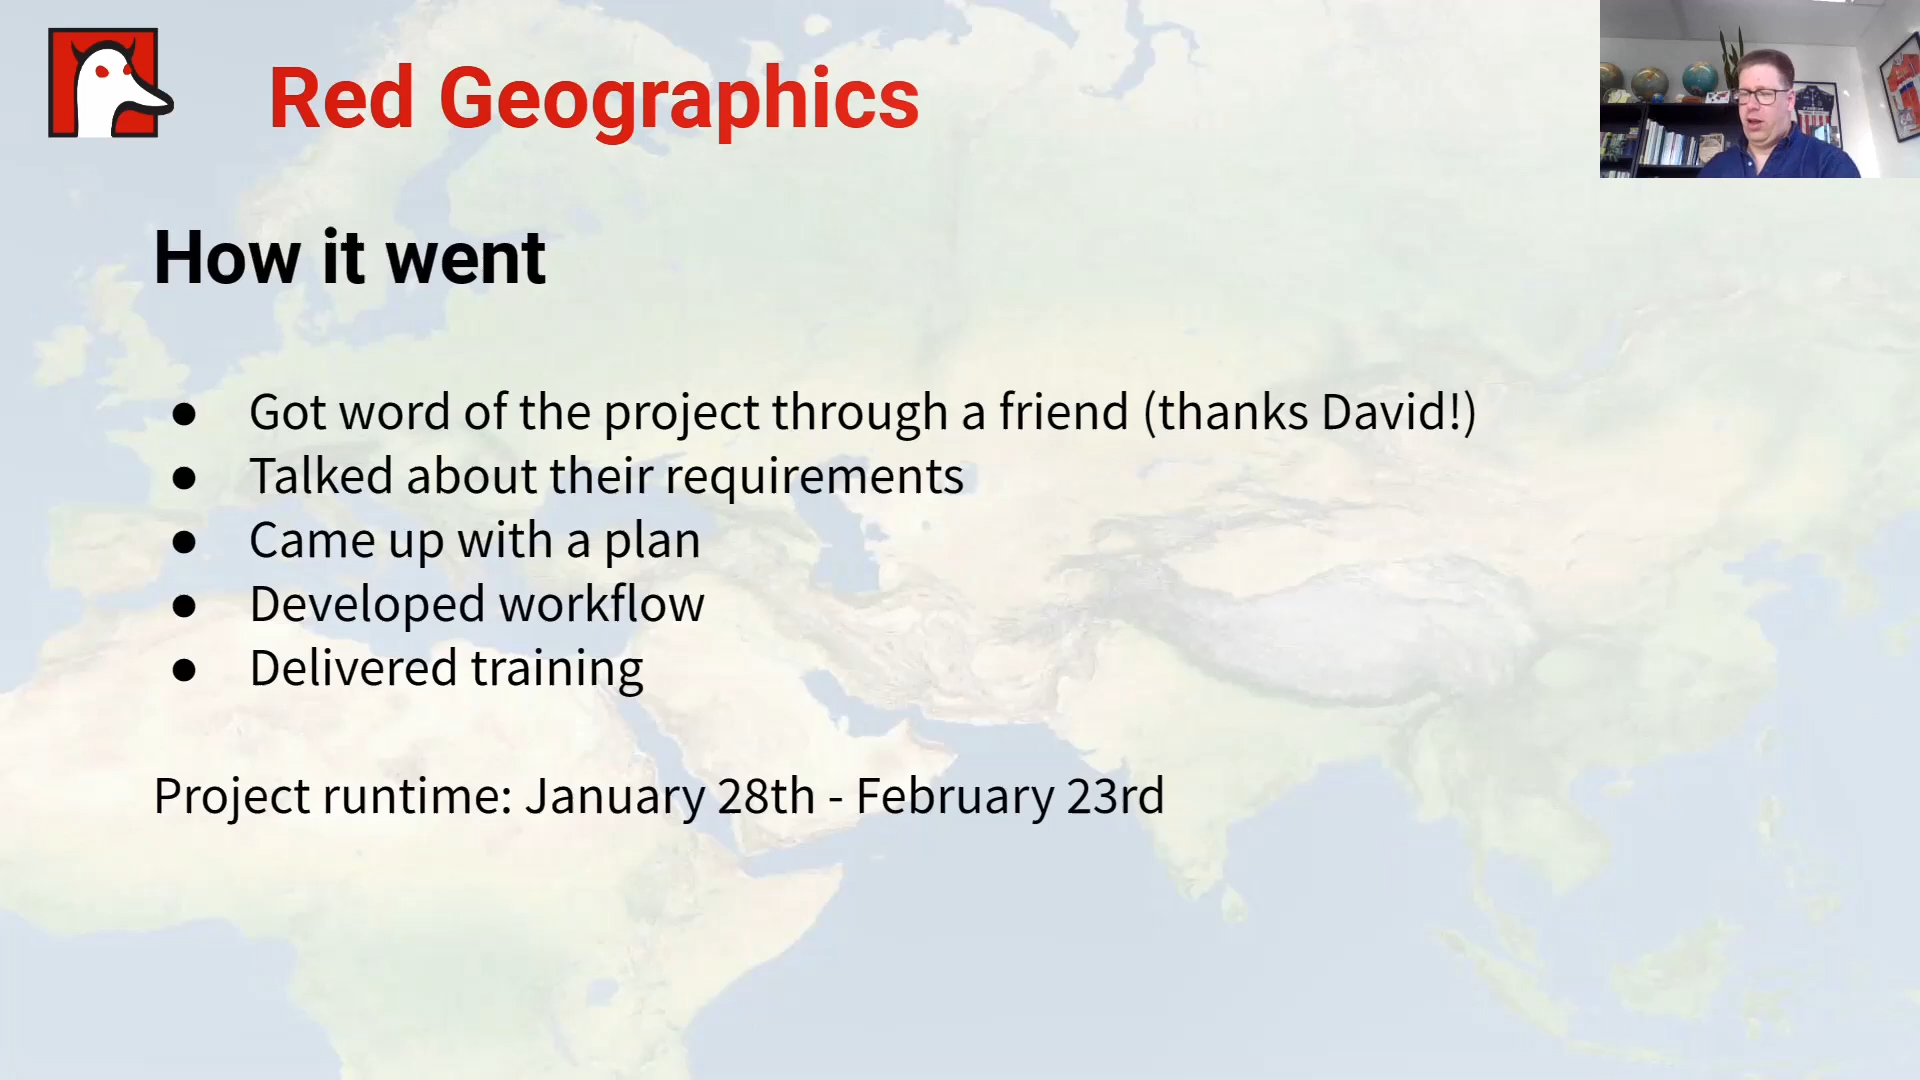 Red Geographics
How it went
● Got word of the project through a friend (thanks David!)
● Talked about their requirements
● Came up with a plan
● Developed workflow
● Delivered training
Project runtime: January 28th - February 23rd